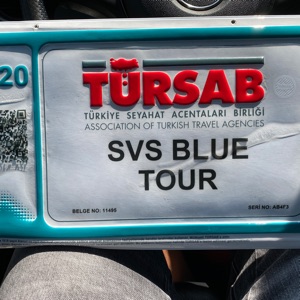 20
TÜRSAB
TÜRKİYE SEYAHAT ACENTALARI BİRLİĞİ
ASSOCIATION OF TURKISH TRAVEL AGENCIES
SVS BLUE
TOUR
BELGE NO: 11495 SERİ NO: AB4F3